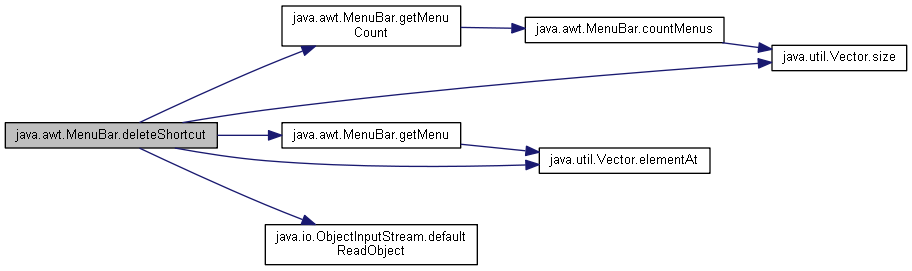 java.awt.MenuBar.getMenu
Count
java.awt.MenuBar.countMenus
java.util.Vector.size
java.awt.MenuBar.deleteShortcut
java.awt.MenuBar.getMenu
java.util.Vector.elementAt
java.io.ObjectInputStream.default
ReadObject